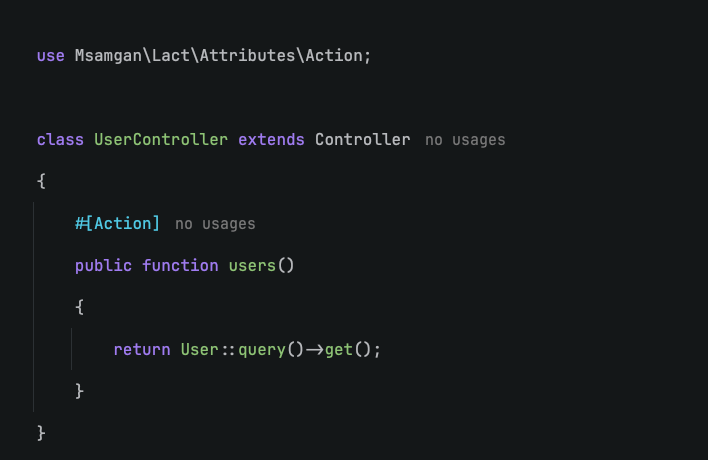 use Msamgan\Lact\Attributes\Action;
class UserController extends Controller no usages
{
#[Action] no usages
public function users()
{
return User::query()->get();
}
}